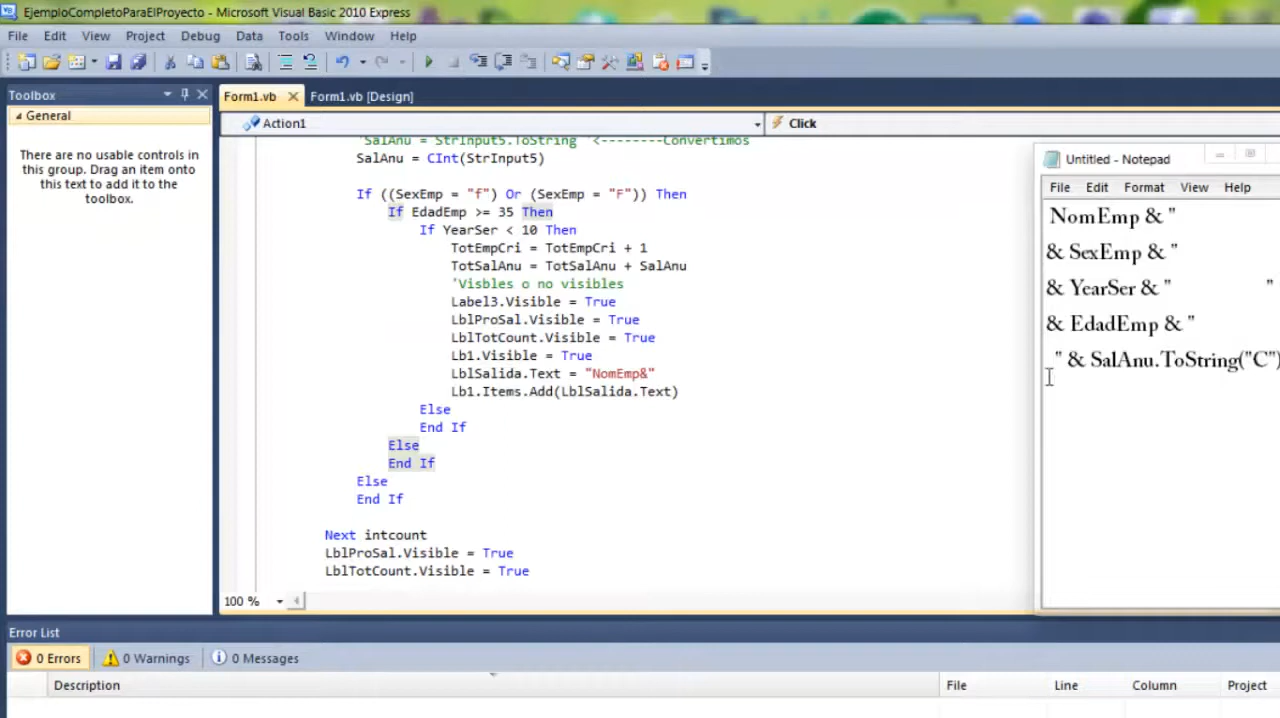 EjemploCompletoParaElProyecto - Microsoft Visual Basic 2010 Express
File Edit View Project Debug Data Tools Window Help
Toolbox
General
There are no usable controls in
this group. Drag an item onto
this text to add it to the
toolbox.
Form1.vb
Form1.vb [Design]
Action1
Click
'SalAnu = StrInput5.ToString '<--------Convertimos
SalAnu = CInt(StrInput5)
If ((SexEmp = "f") Or (SexEmp = "F")) Then
If EdadEmp >= 35 Then
If YearSer < 10 Then
TotEmpCri = TotEmpCri + 1
TotSalAnu = TotSalAnu + SalAnu
'Visbles o no visibles
Label3.Visible = True
LblProSal.Visible = True
LblTotCount.Visible = True
Lb1.Visible = True
LblSalida.Text = "NomEmp&"
Lb1.Items.Add(LblSalida.Text)
Else
End If
Else
End If
Else
End If
Next intcount
LblProSal.Visible = True
LblTotCount.Visible = True
100 %
Untitled - Notepad
File Edit Format View Help
NomEmp & "
& SexEmp & "
& YearSer & " "
& EdadEmp & "
" & SalAnu.ToString("C")
Error List
0 Errors
0 Warnings
0 Messages
Description File Line Column Project